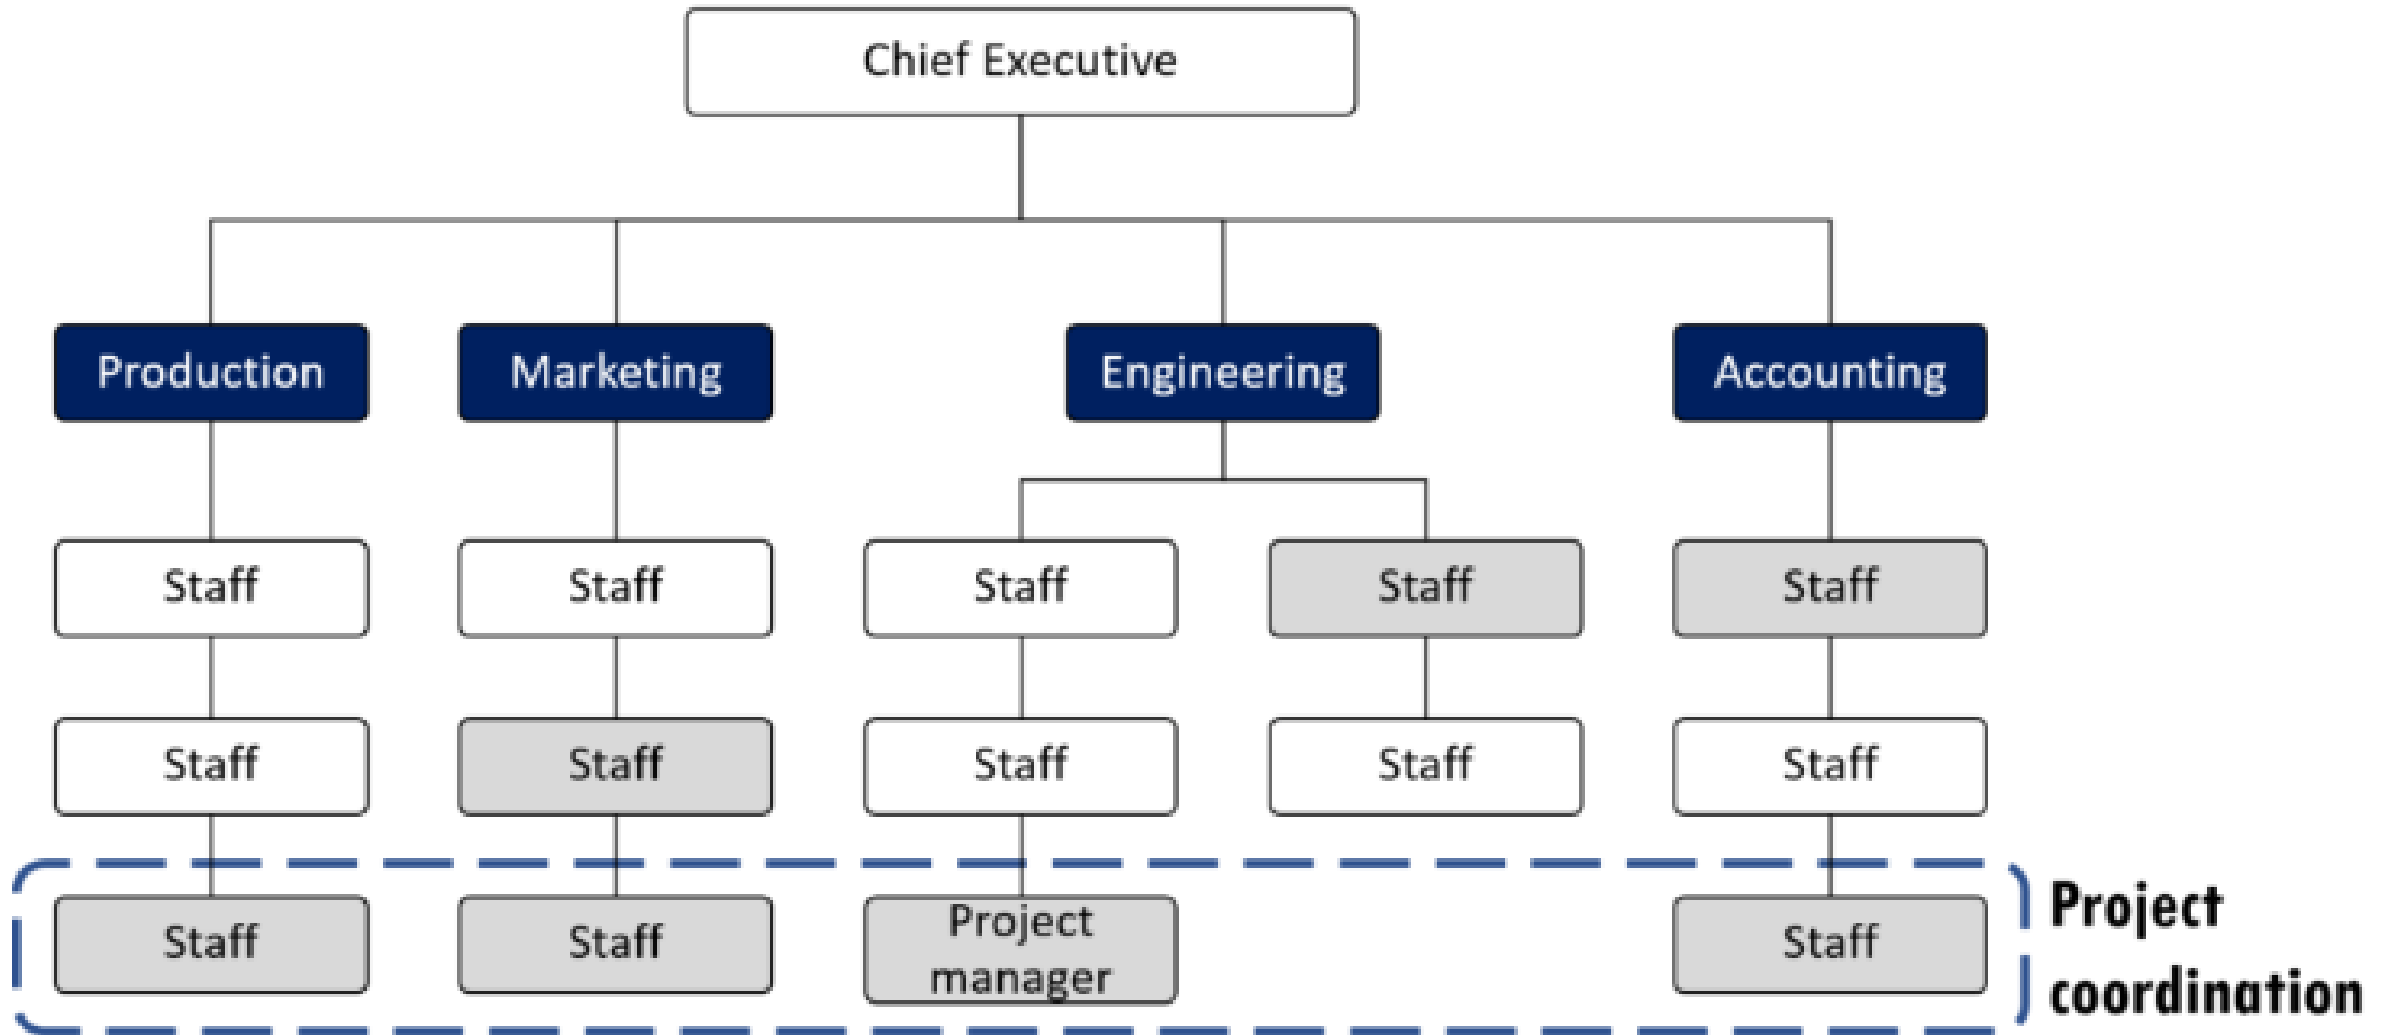 Chief Executive
Production
Marketing
Engineering
Accounting
Staff
Staff
Staff
Staff
Staff
Staff
Staff
Staff
Staff
Staff
Staff
Staff
Project
manager
Staff
Project
coordination